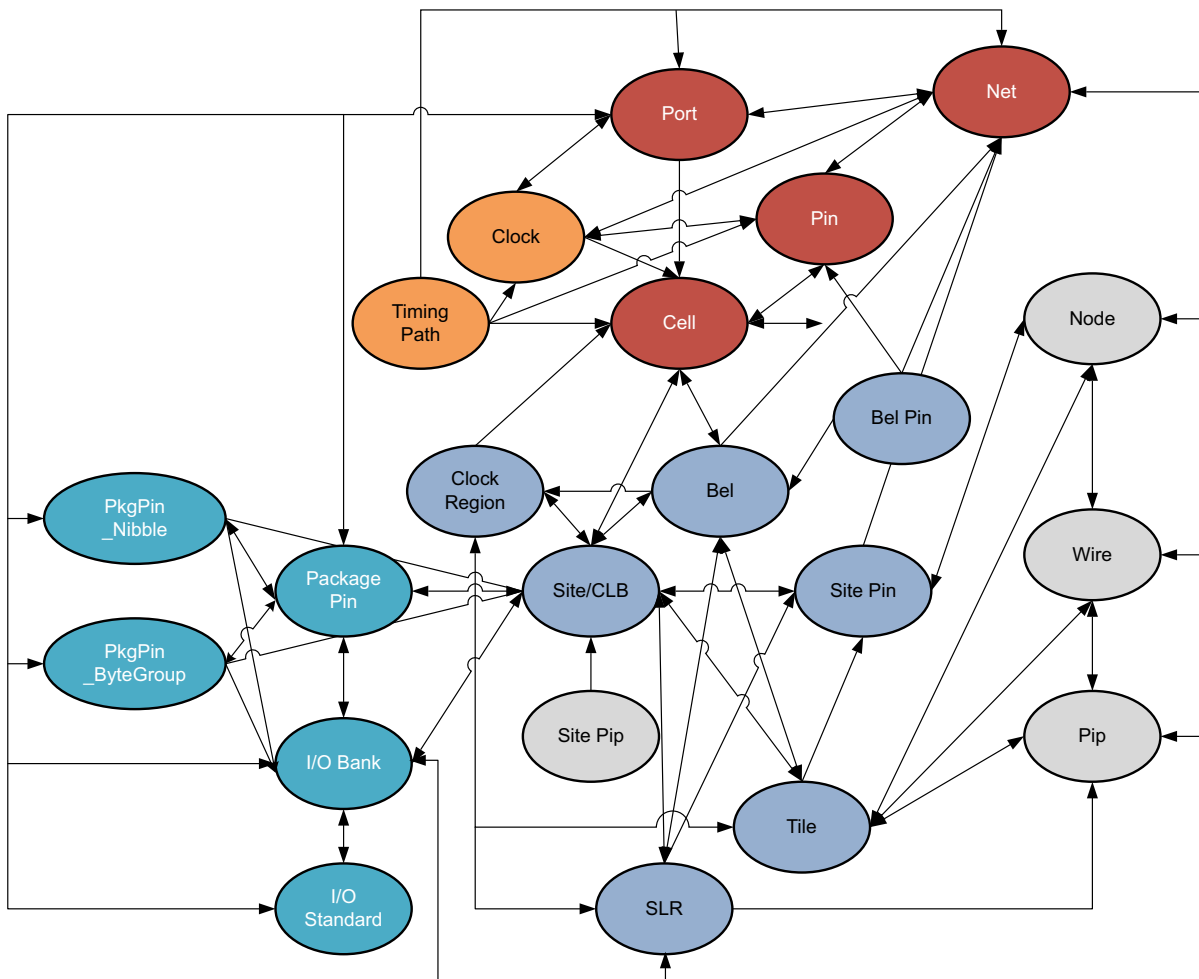 Net
Port
Pin
Clock
Timing
Path
Cell
Node
Bel Pin
Clock
Region
Bel
PkgPin
_Nibble
Package
Pin
Site/CLB
Site Pin
Wire
PkgPin
_ByteGroup
I/O Bank
Site Pip
Pip
Tile
I/O
Standard
SLR